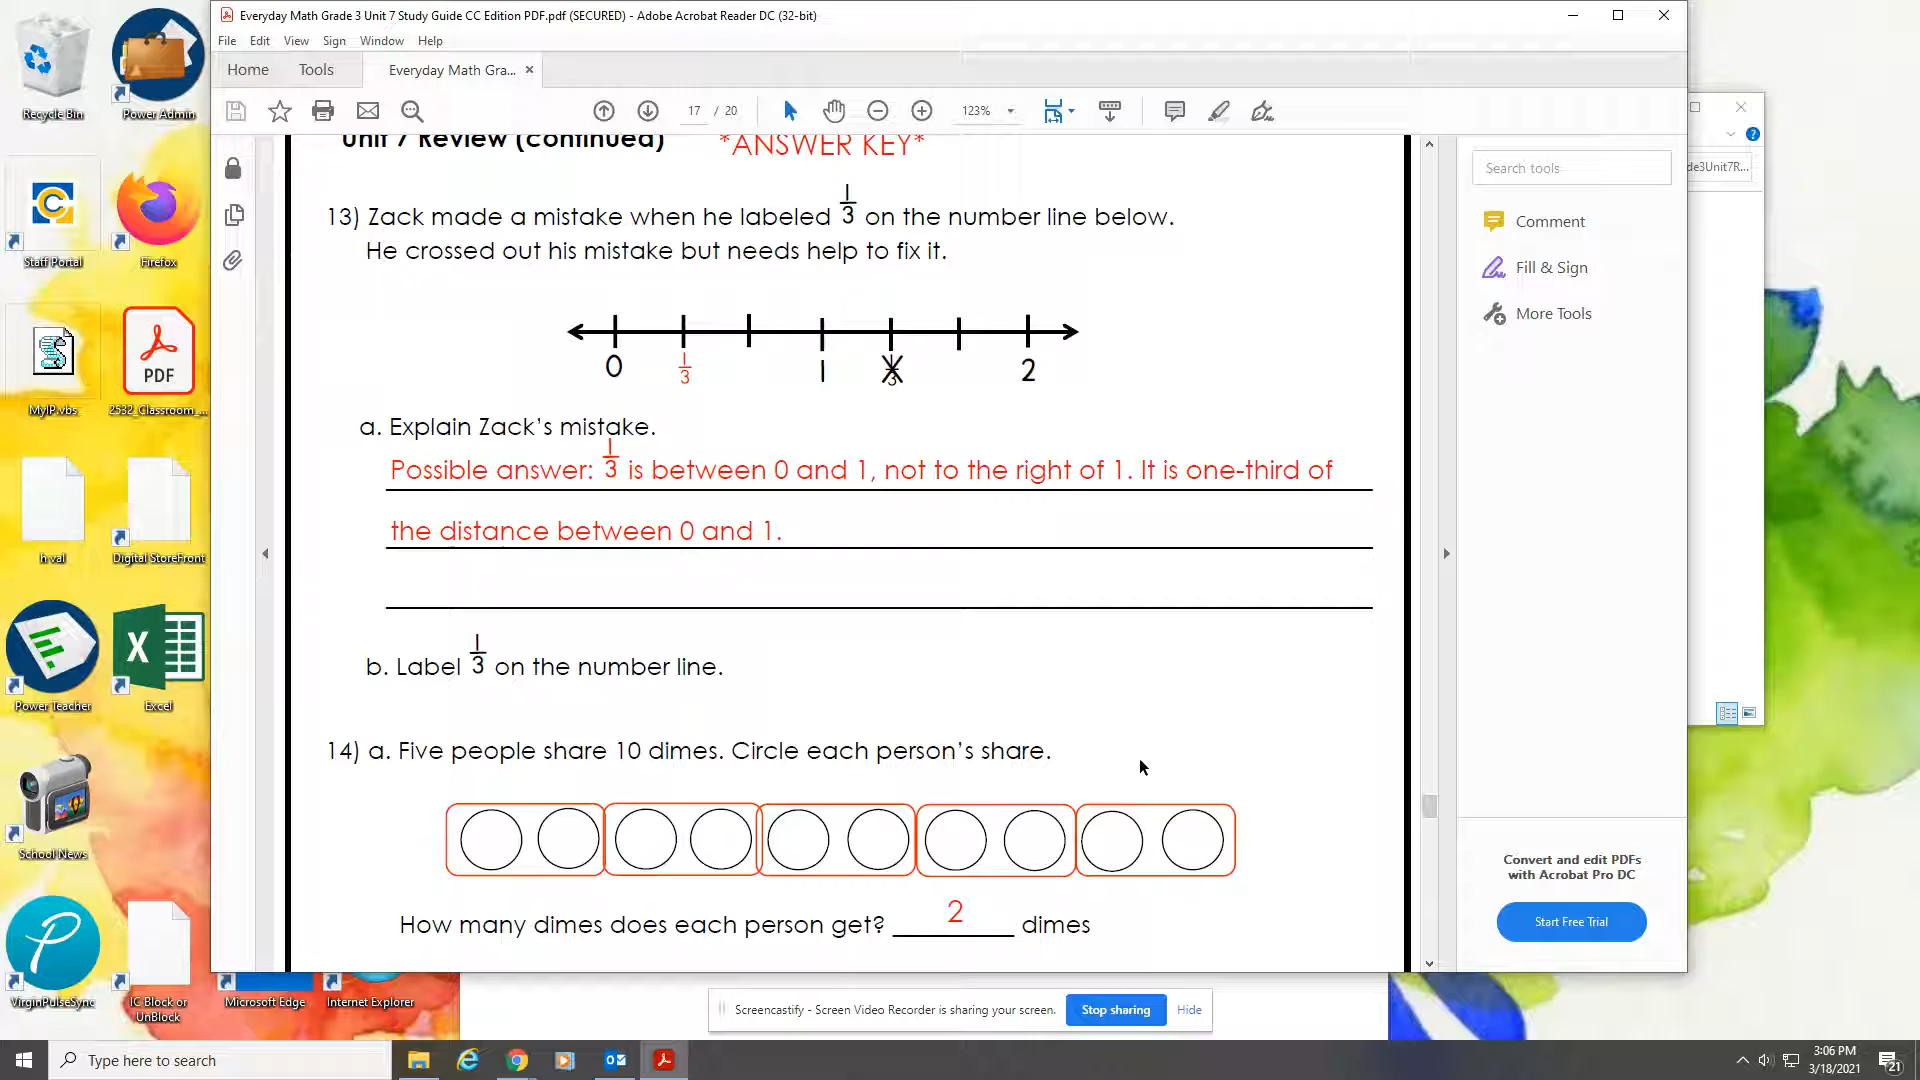 Everyday Math Grade 3 Unit 7 Study Guide CC Edition PDF.pdf (SECURED) - Adobe Acrobat Reader DC (32-bit)
File Edit View Sign Window Help
Home Tools Everyday Math Gra...
17 / 20 123%
Unit 7 Review (continued) *ANSWER KEY*
13) Zack made a mistake when he labeled 1/3 on the number line below.
He crossed out his mistake but needs help to fix it.
0 1/3 1 1/3 2
a. Explain Zack's mistake.
Possible answer: 1/3 is between 0 and 1, not to the right of 1. It is one-third of
the distance between 0 and 1.
b. Label 1/3 on the number line.
14) a. Five people share 10 dimes. Circle each person's share.
How many dimes does each person get? 2 dimes
Search tools
Comment
Fill & Sign
More Tools
Convert and edit PDFs
with Acrobat Pro DC
Start Free Trial
de3Unit7R...
Recycle Bin
Power Admin
Staff Portal
Firefox
MyIP.vbs
PDF
2532_Classroom_...
h val
Digital StoreFront
Power Teacher
Excel
School News
VirginPulseSync
IC Block or
UnBlock
Microsoft Edge
Internet Explorer
Screencastify - Screen Video Recorder is sharing your screen. Stop sharing Hide
Type here to search
3:06 PM
3/18/2021
21